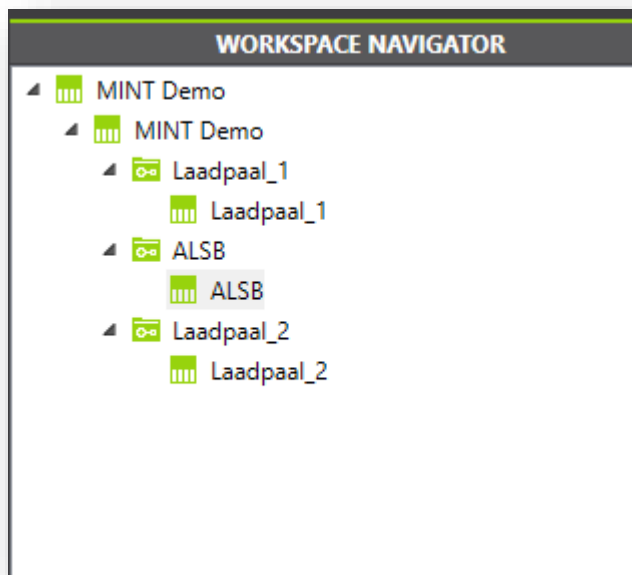 WORKSPACE NAVIGATOR
MINT Demo
MINT Demo
Laadpaal_1
Laadpaal_1
ALSB
ALSB
Laadpaal_2
Laadpaal_2